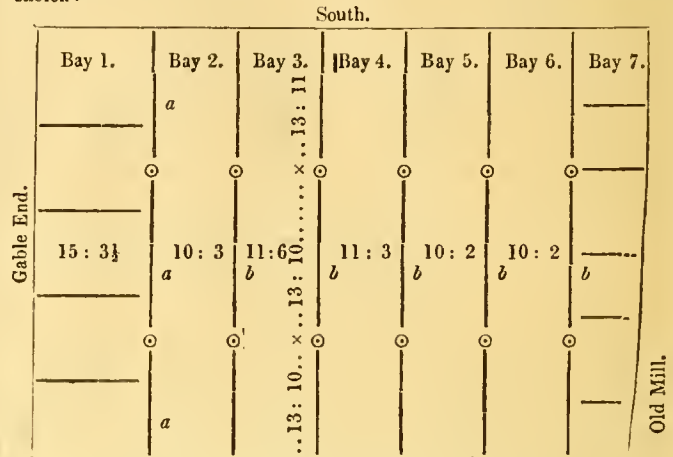 South.
Bay 1. Bay 2. Bay 3. Bay 4. Bay 5. Bay 6. Bay 7.
a
Gable End.
15 : 3½ 10 : 3 11:6 11 : 3 10 : 2 10 : 2
a b b b b b
..13 : 10..×..13 : 10.......×..13 : 11
a
Old Mill.